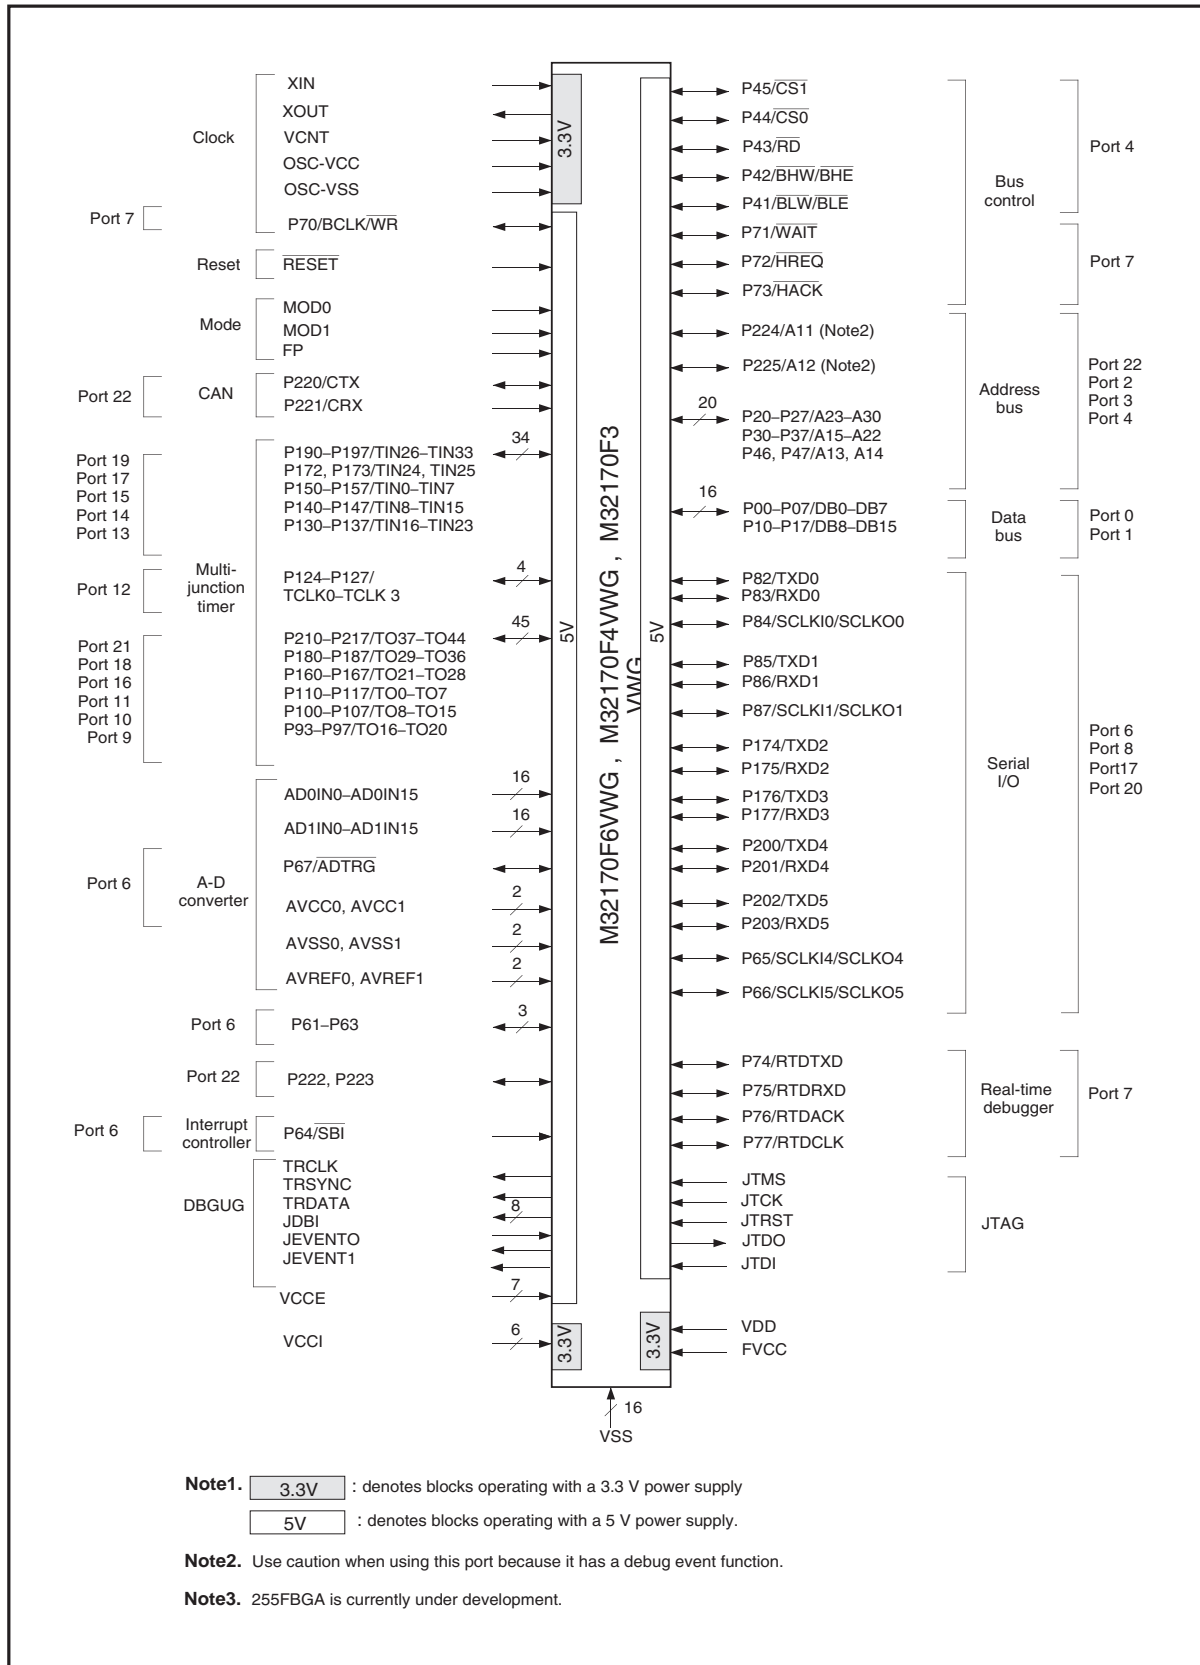 XIN
XOUT
Clock
VCNT
OSC-VCC
OSC-VSS
Port 7
P70/BCLK/WR
Reset
RESET
Mode
MOD0
MOD1
FP
Port 22
CAN
P220/CTX
P221/CRX
Port 19
Port 17
Port 15
Port 14
Port 13
34
P190–P197/TIN26–TIN33
P172, P173/TIN24, TIN25
P150–P157/TIN0–TIN7
P140–P147/TIN8–TIN15
P130–P137/TIN16–TIN23
Port 12
Multi-
junction
timer
P124–P127/
TCLK0–TCLK 3
4
Port 21
Port 18
Port 16
Port 11
Port 10
Port 9
45
P210–P217/TO37–TO44
P180–P187/TO29–TO36
P160–P167/TO21–TO28
P110–P117/TO0–TO7
P100–P107/TO8–TO15
P93–P97/TO16–TO20
AD0IN0–AD0IN15
16
AD1IN0–AD1IN15
16
Port 6
A-D
converter
P67/ADTRG
AVCC0, AVCC1
2
AVSS0, AVSS1
2
AVREF0, AVREF1
2
Port 6
P61–P63
3
Port 22
P222, P223
Port 6
Interrupt
controller
P64/SBI
DBGUG
TRCLK
TRSYNC
TRDATA
8
JDBI
JEVENTO
JEVENT1
VCCE
7
VCCI
6
3.3V
5V
3.3V
M32170F6VWG , M32170F4VWG , M32170F3
VWG
5V
3.3V
16
VSS
P45/CS1
P44/CS0
P43/RD
P42/BHW/BHE
P41/BLW/BLE
P71/WAIT
P72/HREQ
P73/HACK
Bus
control
Port 4
Port 7
P224/A11 (Note2)
P225/A12 (Note2)
20
P20–P27/A23–A30
P30–P37/A15–A22
P46, P47/A13, A14
Address
bus
Port 22
Port 2
Port 3
Port 4
16
P00–P07/DB0–DB7
P10–P17/DB8–DB15
Data
bus
Port 0
Port 1
P82/TXD0
P83/RXD0
P84/SCLKI0/SCLKO0
P85/TXD1
P86/RXD1
P87/SCLKI1/SCLKO1
P174/TXD2
P175/RXD2
P176/TXD3
P177/RXD3
P200/TXD4
P201/RXD4
P202/TXD5
P203/RXD5
P65/SCLKI4/SCLKO4
P66/SCLKI5/SCLKO5
Serial
I/O
Port 6
Port 8
Port17
Port 20
P74/RTDTXD
P75/RTDRXD
P76/RTDACK
P77/RTDCLK
Real-time
debugger
Port 7
JTMS
JTCK
JTRST
JTDO
JTDI
JTAG
VDD
FVCC
Note1. 3.3V : denotes blocks operating with a 3.3 V power supply
5V : denotes blocks operating with a 5 V power supply.
Note2. Use caution when using this port because it has a debug event function.
Note3. 255FBGA is currently under development.